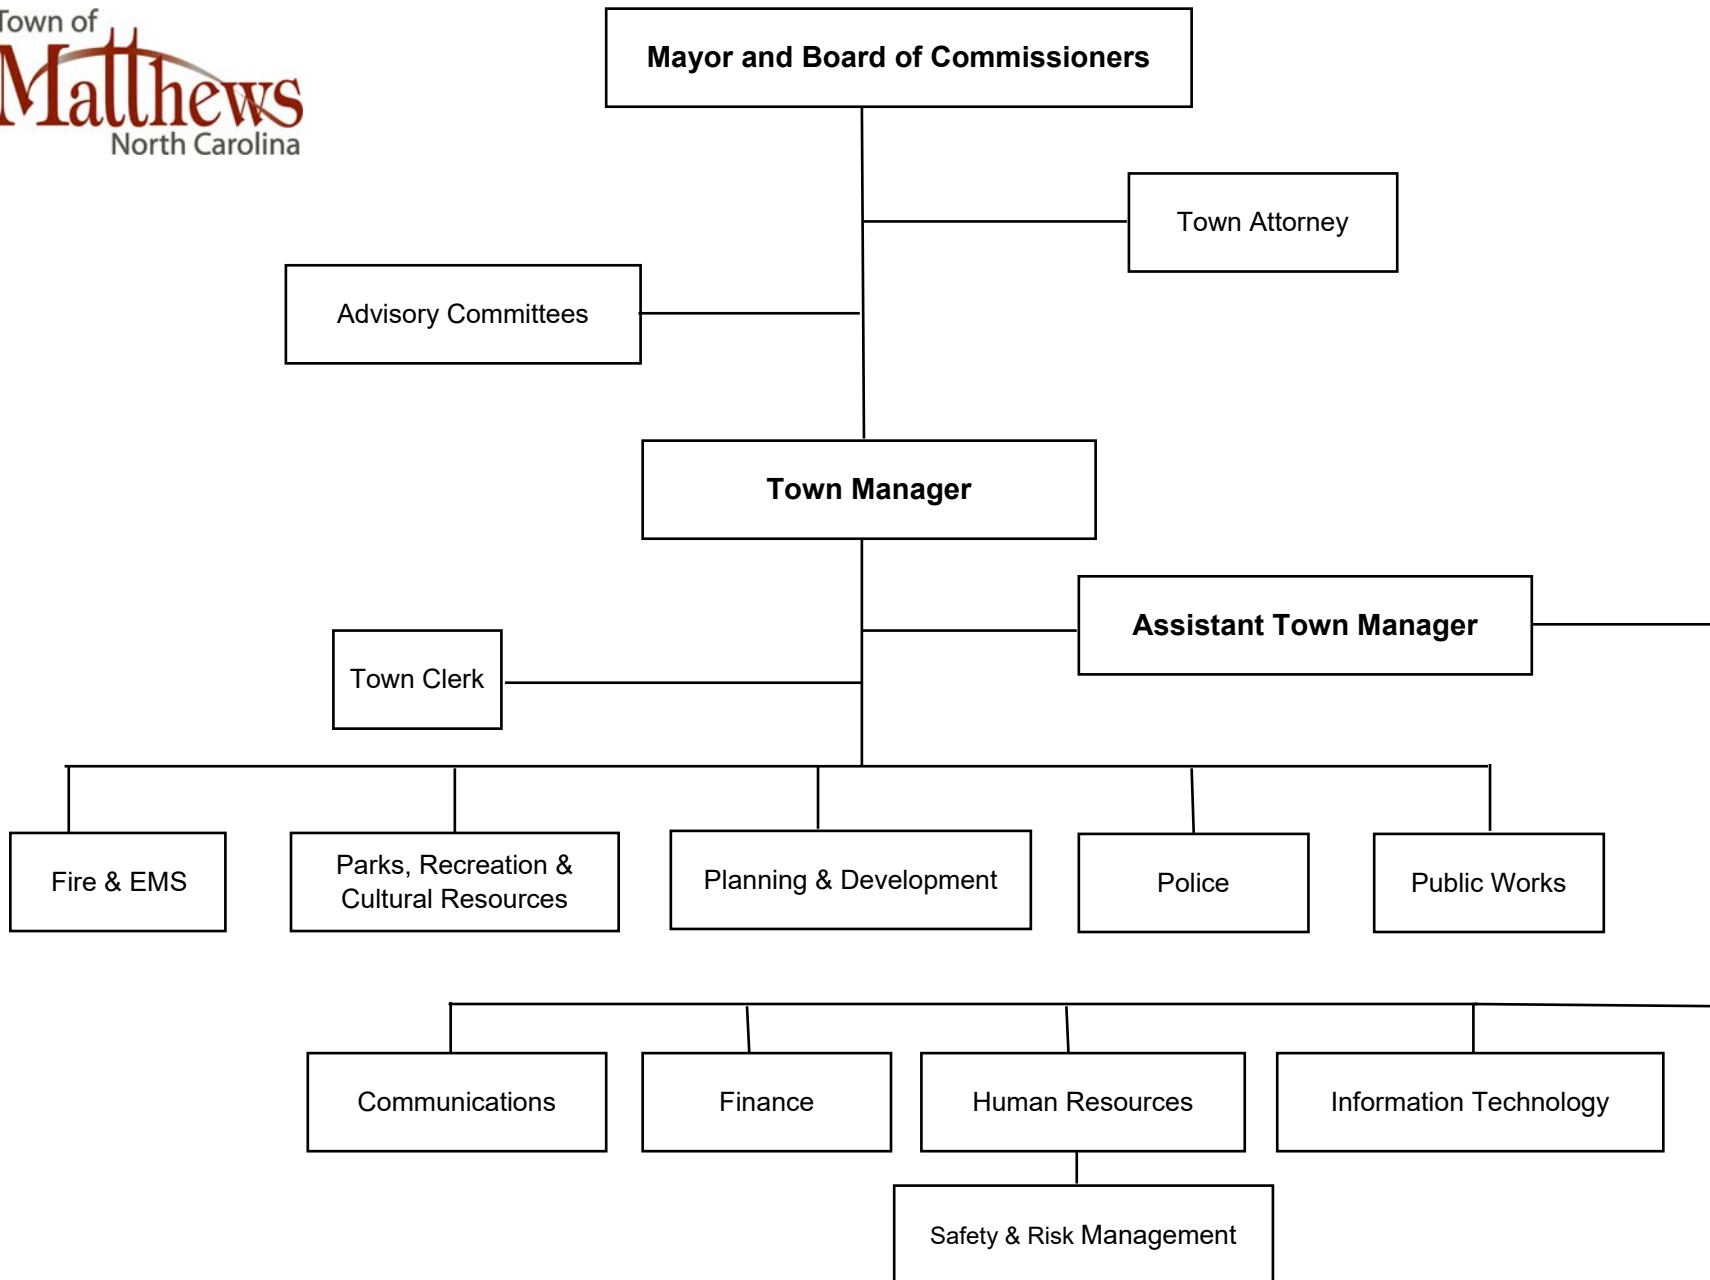 Town of
Matthews
North Carolina
Mayor and Board of Commissioners
Town Attorney
Advisory Committees
Town Manager
Assistant Town Manager
Town Clerk
Fire & EMS
Parks, Recreation &
Cultural Resources
Planning & Development
Police
Public Works
Communications
Finance
Human Resources
Information Technology
Safety & Risk Management